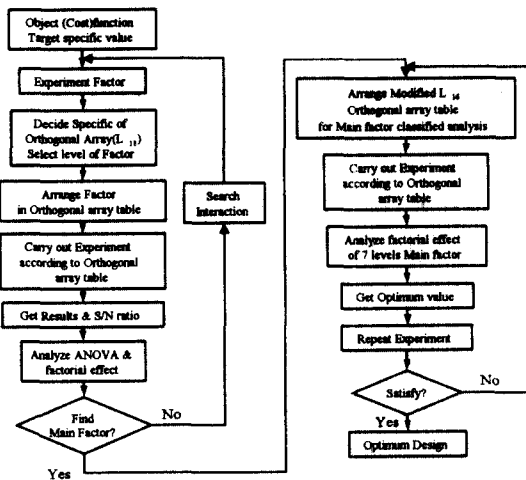 Object (Cost)function
Target specific value
Experiment Factor
Decide Specific of
Orthogonal Array(L 18)
Select level of Factor
Arrange Factor
in Orthogonal array table
Carry out Experiment
according to Orthogonal
array table
Get Results & S/N ratio
Analyze ANOVA &
factorial effect
Find
Main Factor?
No
Yes
Search
Interaction
Arrange Modified L
Orthogonal array table
for Main factor classified analysis
Carry out Experiment
according to Orthogonal
array table
Analyze factorial effect
of 7 levels Main factor
Get Optimum value
Repeat Experiment
Satisfy?
No
Yes
Optimum Design